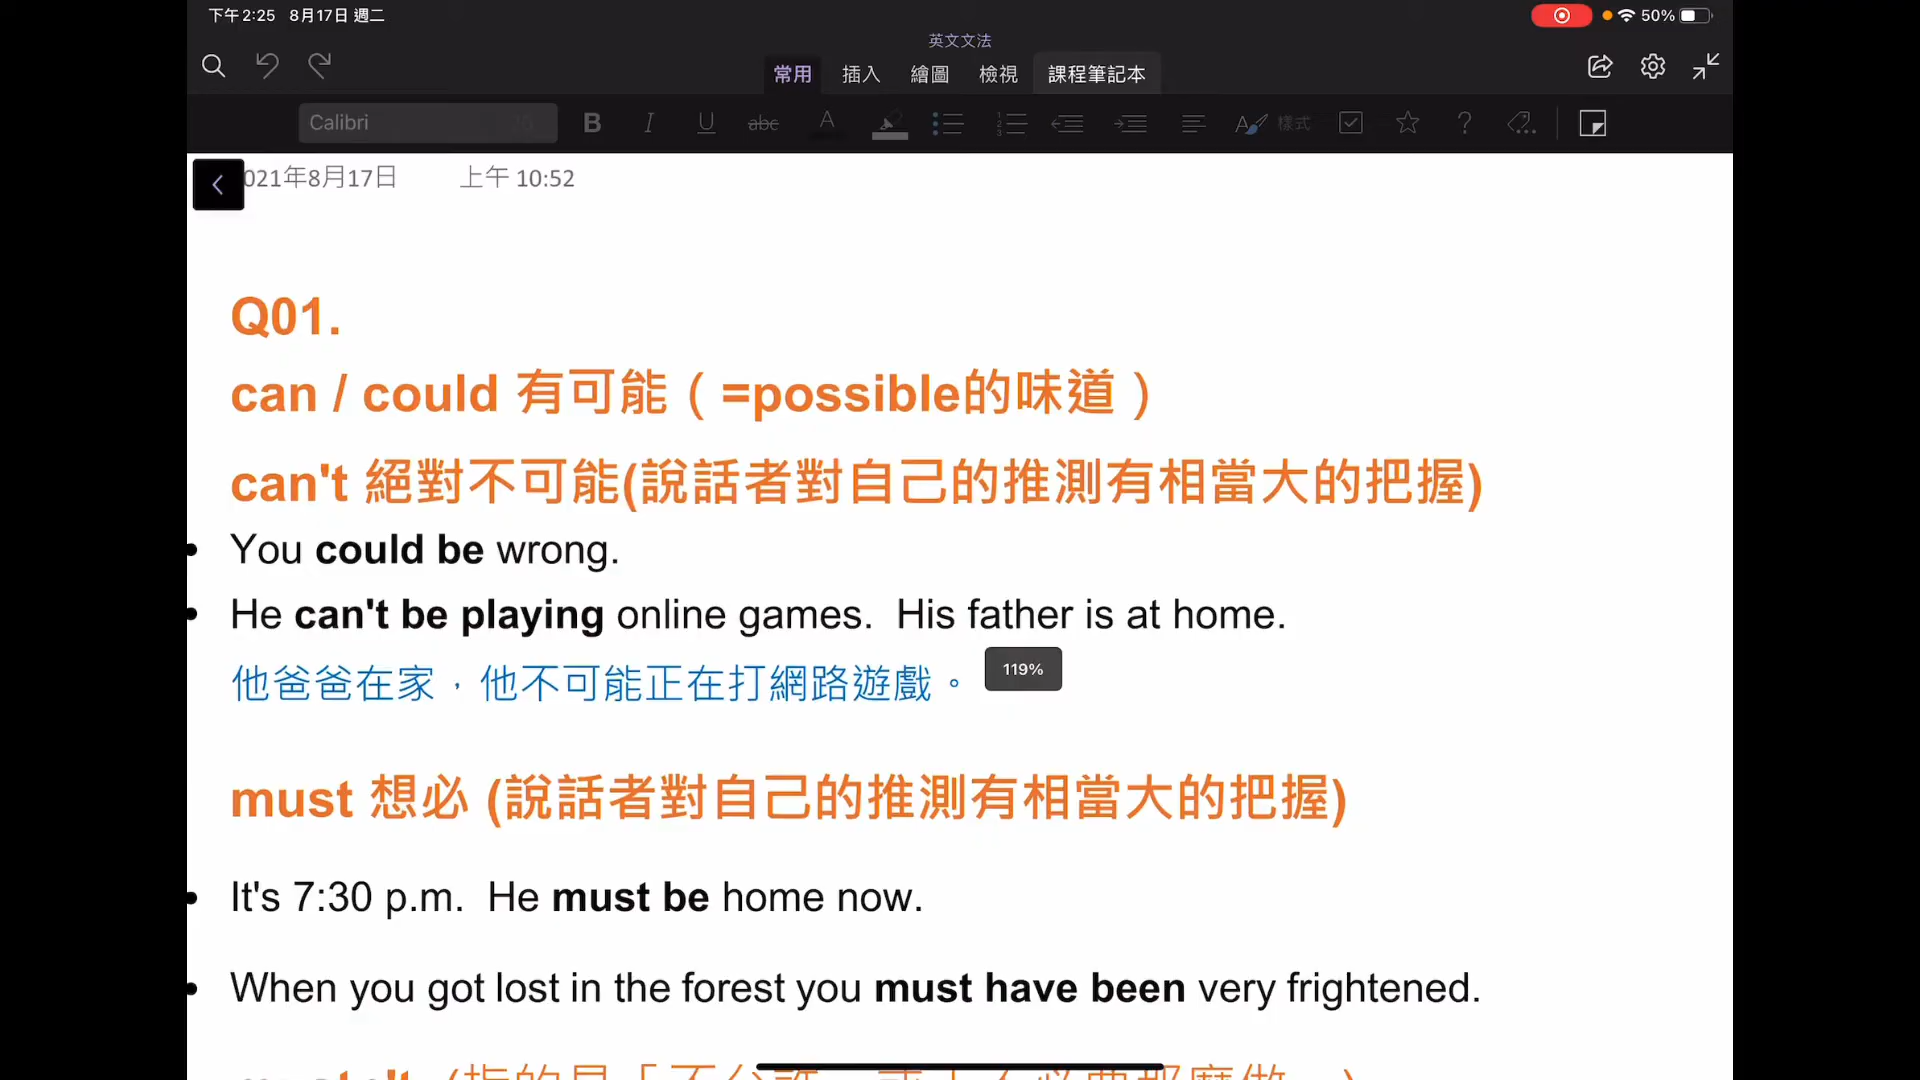 下午2:25 8月17日 週二
50%
英文文法
常用 插入 繪圖 檢視 課程筆記本
Calibri
B I U abc A 樣式
021年8月17日 上午 10:52
Q01.
can / could 有可能（=possible的味道）
can't 絕對不可能(說話者對自己的推測有相當大的把握)
• You could be wrong.
• He can't be playing online games. His father is at home.
他爸爸在家，他不可能正在打網路遊戲。
119%
must 想必 (說話者對自己的推測有相當大的把握)
• It's 7:30 p.m. He must be home now.
• When you got lost in the forest you must have been very frightened.